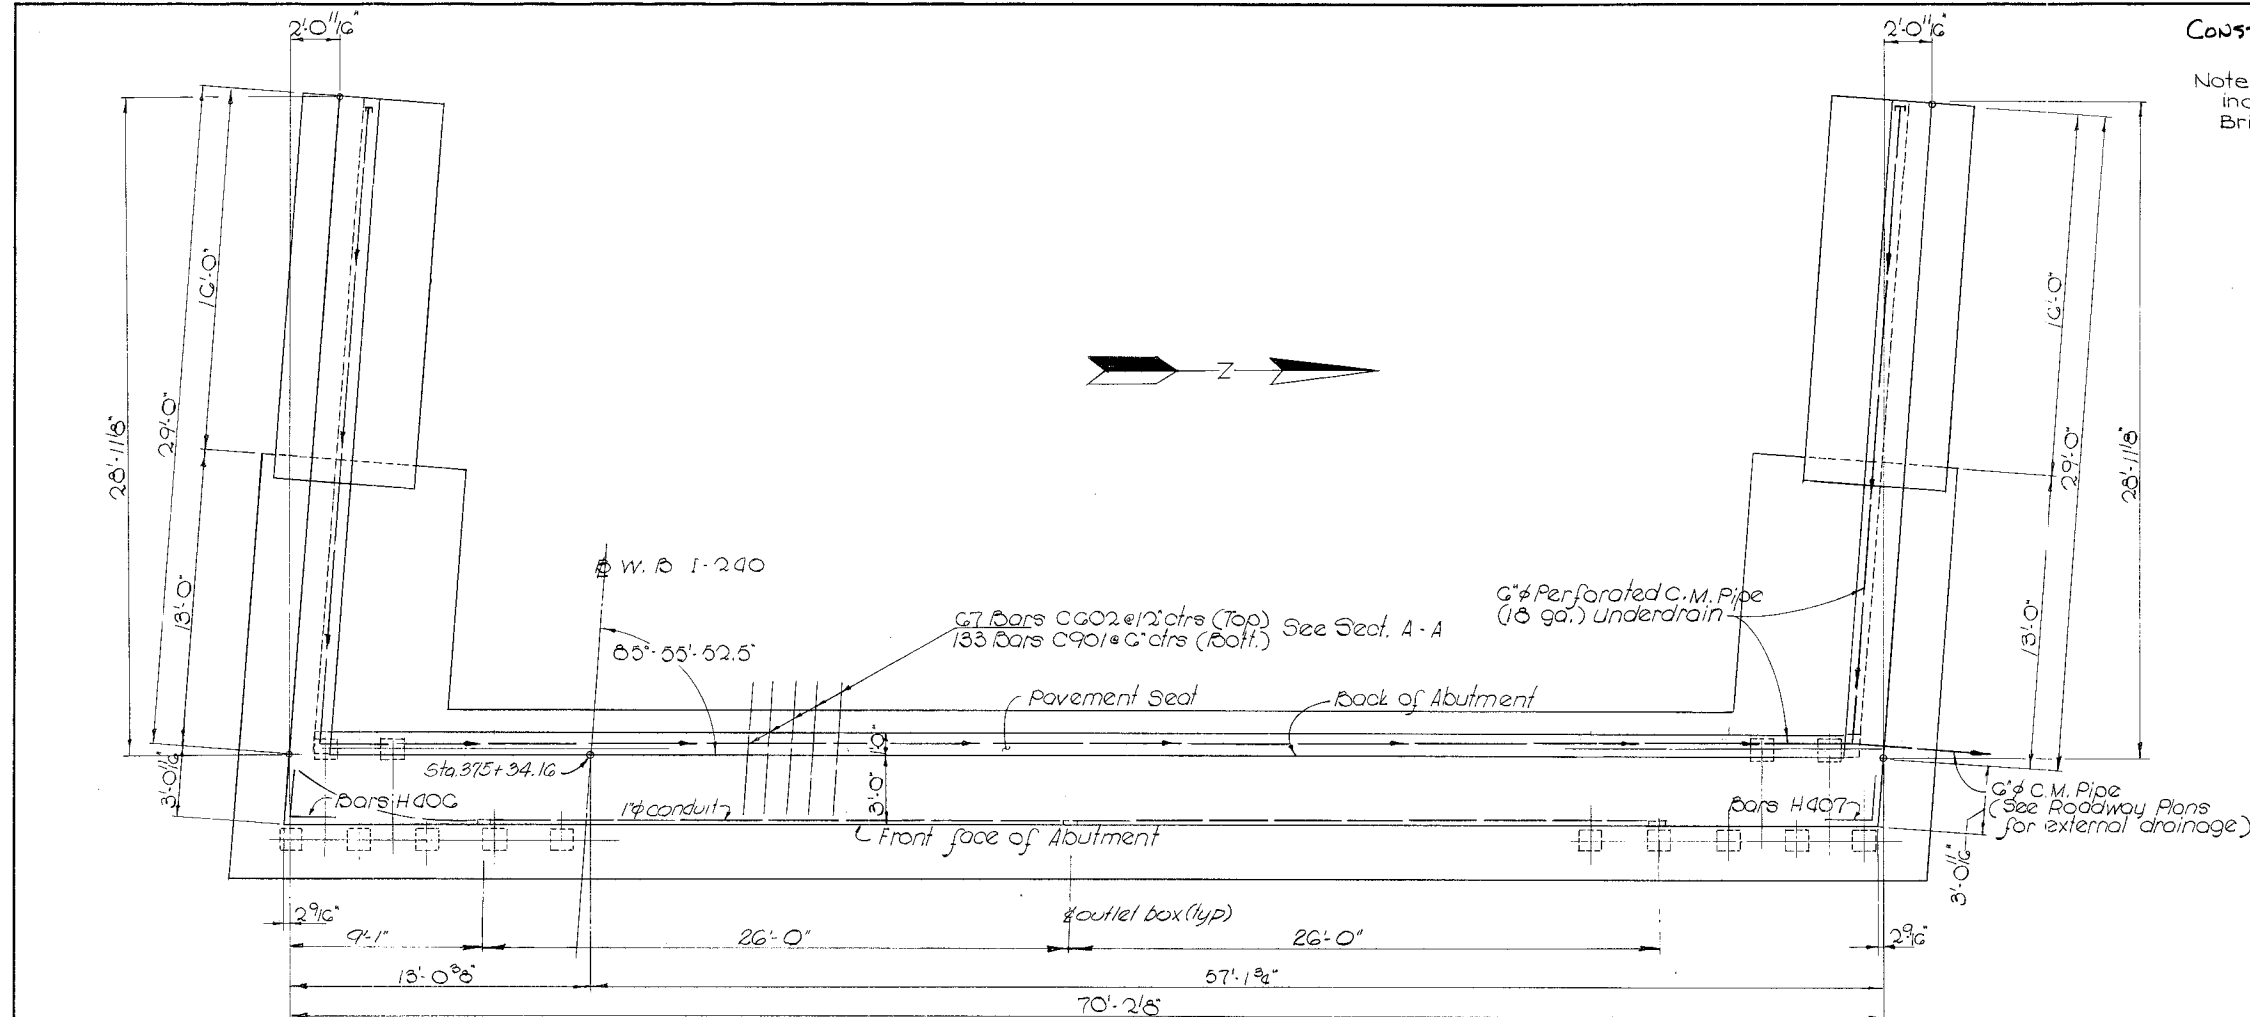 2'-0 11/16"
2'-0 11/16"
CONST
Note
inc
Bri
16'-0"
29'-0"
28'-11 1/8"
13'-0"
3'-0 11/16"
N
16'-0"
29'-0"
28'-11 1/8"
13'-0"
3'-0 11/16"
℄ W. B I-240
85°-55'-52.5"
67 Bars C602 @ 12" ctrs (Top)
133 Bars C901 @ 6" ctrs (Bott.)
See Sect. A-A
6"φ Perforated C.M. Pipe
(18 ga.) underdrain
Pavement Seat
Back of Abutment
1'-0"
Sta. 375+34.16
3'-0"
Bars H406
1"φ conduit
Front face of Abutment
Bars H407
6"φ C.M. Pipe
(See Roadway Plans
for external drainage)
2 9/16"
℄ outlet box (typ)
9'-1"
26'-0"
26'-0"
2 9/16"
13'-0 3/8"
57'-1 3/4"
70'-2 1/8"